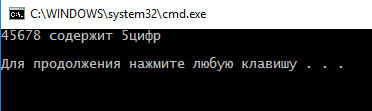 C:\WINDOWS\system32\cmd.exe
45678 содержит 5цифр
Для продолжения нажмите любую клавишу . . .